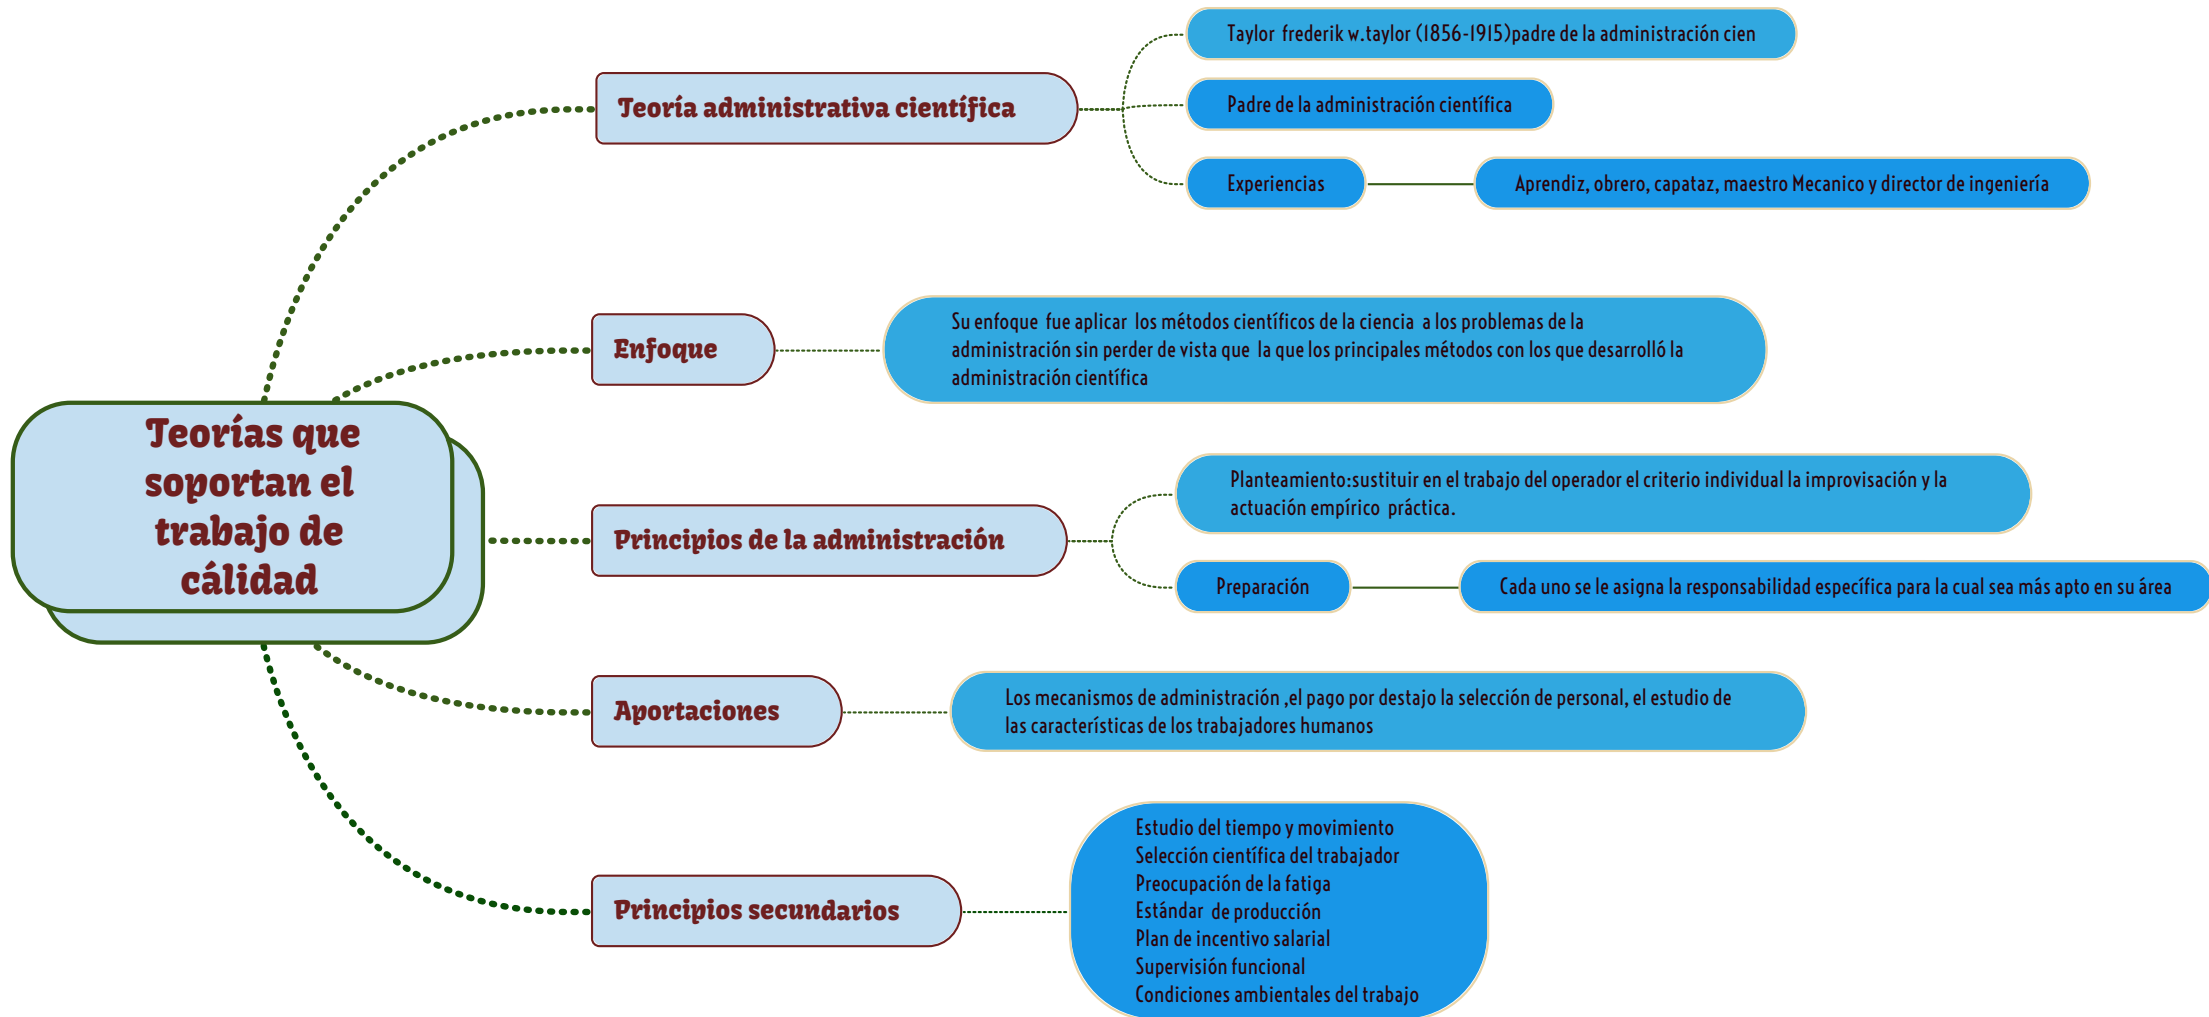 Teorías que
soportan el
trabajo de
cálidad
Teoría administrativa científica
Taylor frederik w.taylor (1856-1915)padre de la administración cien
Padre de la administración científica
Experiencias
Aprendiz, obrero, capataz, maestro Mecanico y director de ingeniería
Enfoque
Su enfoque fue aplicar los métodos científicos de la ciencia a los problemas de la
administración sin perder de vista que la que los principales métodos con los que desarrolló la
administración científica
Principios de la administración
Planteamiento:sustituir en el trabajo del operador el criterio individual la improvisación y la
actuación empírico práctica.
Preparación
Cada uno se le asigna la responsabilidad específica para la cual sea más apto en su área
Aportaciones
Los mecanismos de administración ,el pago por destajo la selección de personal, el estudio de
las características de los trabajadores humanos
Principios secundarios
Estudio del tiempo y movimiento
Selección científica del trabajador
Preocupación de la fatiga
Estándar de producción
Plan de incentivo salarial
Supervisión funcional
Condiciones ambientales del trabajo